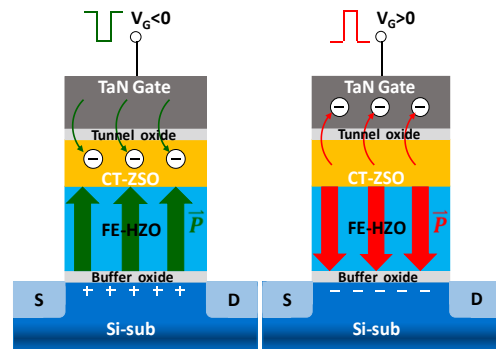 V_G<0
TaN Gate
Tunnel oxide
− − −
CT-ZSO
FE-HZO
P
Buffer oxide
S
+ + + + +
D
Si-sub
V_G>0
TaN Gate
− − −
Tunnel oxide
CT-ZSO
FE-HZO
P
Buffer oxide
S
− − − − −
D
Si-sub